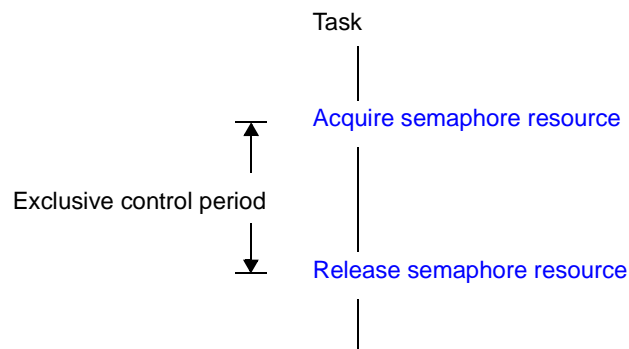 Task
Acquire semaphore resource
Exclusive control period
Release semaphore resource